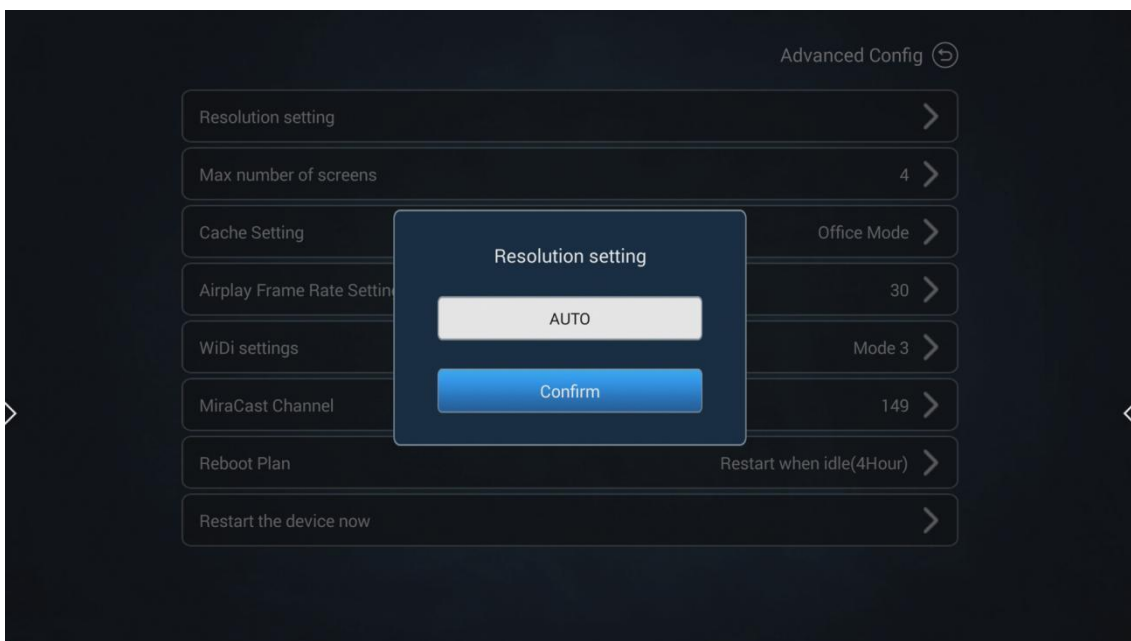 Advanced Config
Resolution setting
Max number of screens 4
Cache Setting Office Mode
Resolution setting
Airplay Frame Rate Settin 30
AUTO
WiDi settings Mode 3
Confirm
MiraCast Channel 149
Reboot Plan Restart when idle(4Hour)
Restart the device now